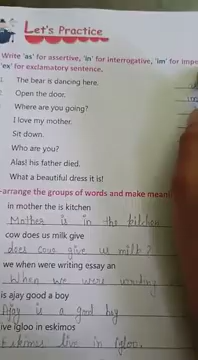 Let's Practice
Write 'as' for assertive, 'in' for interrogative, 'im' for impe
'ex' for exclamatory sentence.
The bear is dancing here.
Open the door.
Where are you going?
I love my mother.
Sit down.
Who are you?
Alas! his father died.
What a beautiful dress it is!
-arrange the groups of words and make meani
in mother the is kitchen
Mother is in the kitchen
cow does us milk give
does cow give us milk?
we when were writing essay an
When we were writing
is ajay good a boy
Ajay is a good boy
ive igloo in eskimos
Eskimos live in igloo.